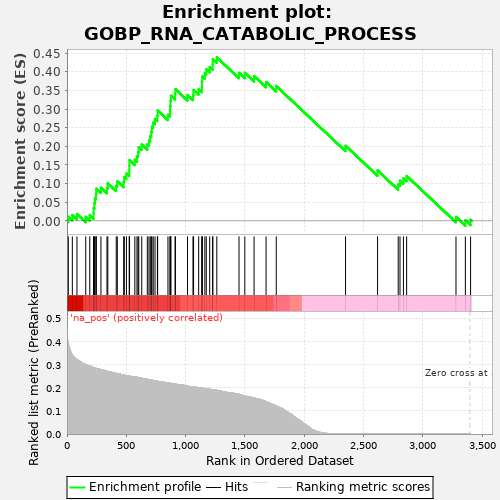 Enrichment plot:
GOBP_RNA_CATABOLIC_PROCESS
Enrichment score (ES)
0.45
0.40
0.35
0.30
0.25
0.20
0.15
0.10
0.05
0.00
'na_pos' (positively correlated)
Ranked list metric (PreRanked)
0.5
0.4
0.3
0.2
0.1
0.0
Zero cross at
0
500
1,000
1,500
2,000
2,500
3,000
3,500
Rank in Ordered Dataset
Enrichment profile
Hits
Ranking metric scores